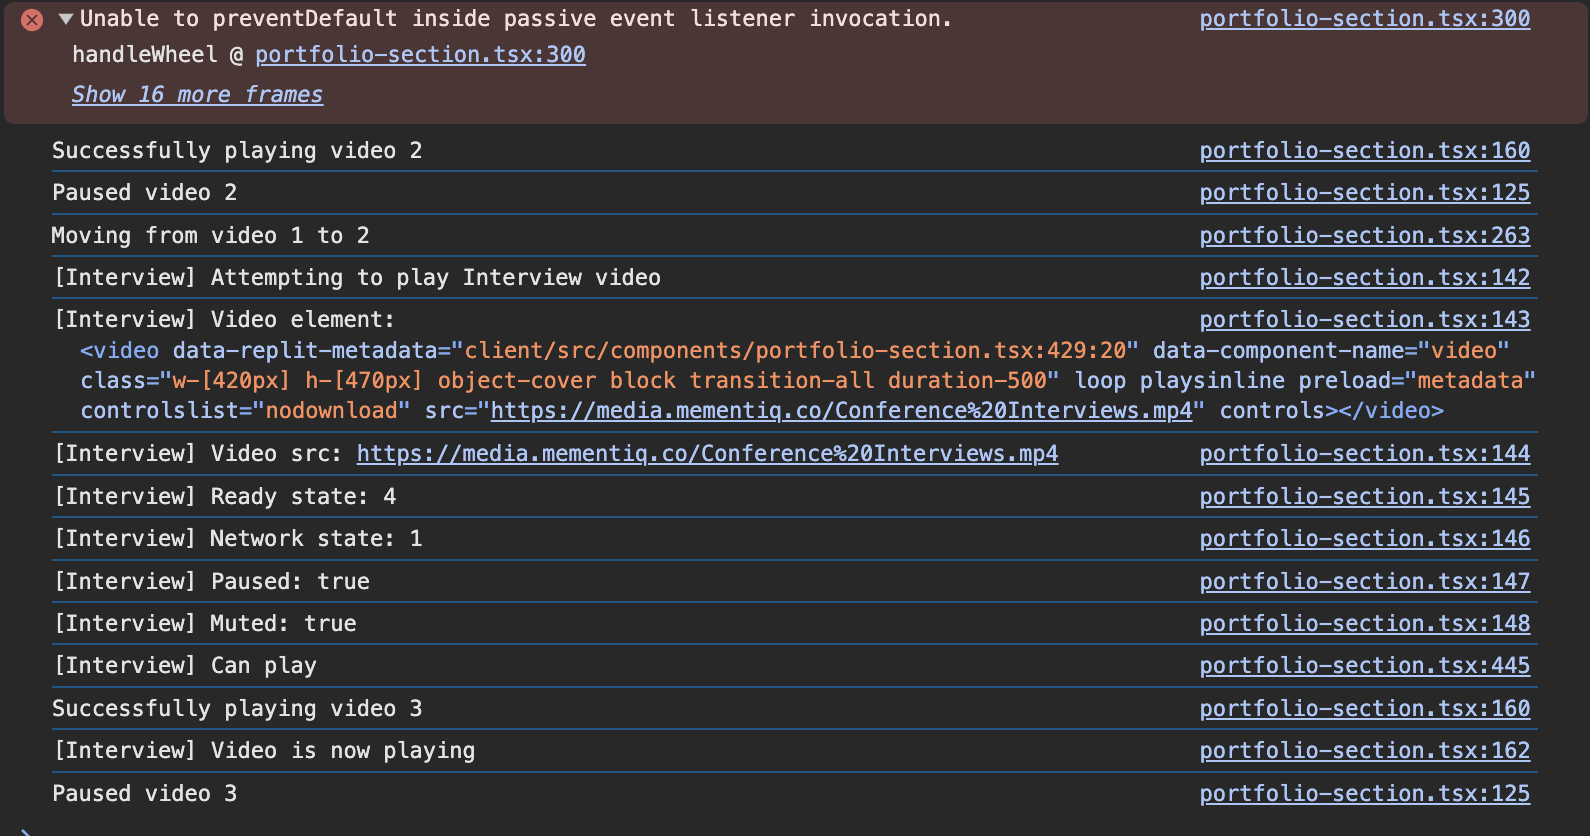 Unable to preventDefault inside passive event listener invocation. portfolio-section.tsx:300
handleWheel @ portfolio-section.tsx:300
Show 16 more frames
Successfully playing video 2 portfolio-section.tsx:160
Paused video 2 portfolio-section.tsx:125
Moving from video 1 to 2 portfolio-section.tsx:263
[Interview] Attempting to play Interview video portfolio-section.tsx:142
[Interview] Video element: portfolio-section.tsx:143
<video data-replit-metadata="client/src/components/portfolio-section.tsx:429:20" data-component-name="video"
class="w-[420px] h-[470px] object-cover block transition-all duration-500" loop playsinline preload="metadata"
controlslist="nodownload" src="https://media.mementiq.co/Conference%20Interviews.mp4" controls></video>
[Interview] Video src: https://media.mementiq.co/Conference%20Interviews.mp4 portfolio-section.tsx:144
[Interview] Ready state: 4 portfolio-section.tsx:145
[Interview] Network state: 1 portfolio-section.tsx:146
[Interview] Paused: true portfolio-section.tsx:147
[Interview] Muted: true portfolio-section.tsx:148
[Interview] Can play portfolio-section.tsx:445
Successfully playing video 3 portfolio-section.tsx:160
[Interview] Video is now playing portfolio-section.tsx:162
Paused video 3 portfolio-section.tsx:125